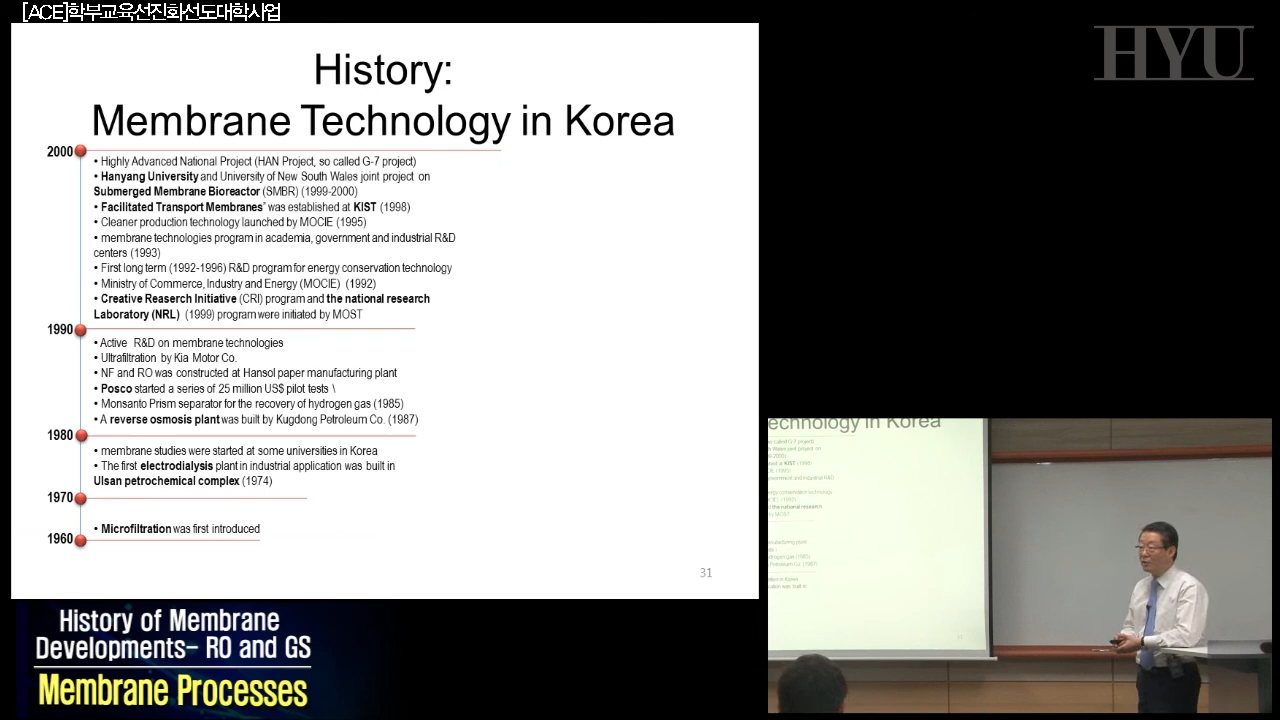 [ACE]학부교육선진화선도대학사업
HYU
History:
Membrane Technology in Korea
2000
• Highly Advanced National Project (HAN Project, so called G-7 project)
• Hanyang University and University of New South Wales joint project on
Submerged Membrane Bioreactor (SMBR) (1999-2000)
• Facilitated Transport Membranes” was established at KIST (1998)
• Cleaner production technology launched by MOCIE (1995)
• membrane technologies program in academia, government and industrial R&D
centers (1993)
• First long term (1992-1996) R&D program for energy conservation technology
• Ministry of Commerce, Industry and Energy (MOCIE) (1992)
• Creative Reaserch Initiative (CRI) program and the national research
Laboratory (NRL) (1999) program were initiated by MOST
1990
• Active R&D on membrane technologies
• Ultrafiltration by Kia Motor Co.
• NF and RO was constructed at Hansol paper manufacturing plant
• Posco started a series of 25 million US$ pilot tests \
• Monsanto Prism separator for the recovery of hydrogen gas (1985)
• A reverse osmosis plant was built by Kugdong Petroleum Co. (1987)
1980
• membrane studies were started at some universities in Korea
• The first electrodialysis plant in industrial application was built in
Ulsan petrochemical complex (1974)
1970
• Microfiltration was first introduced
1960
31
History of Membrane
Developments- RO and GS
Membrane Processes
echnology in Korea